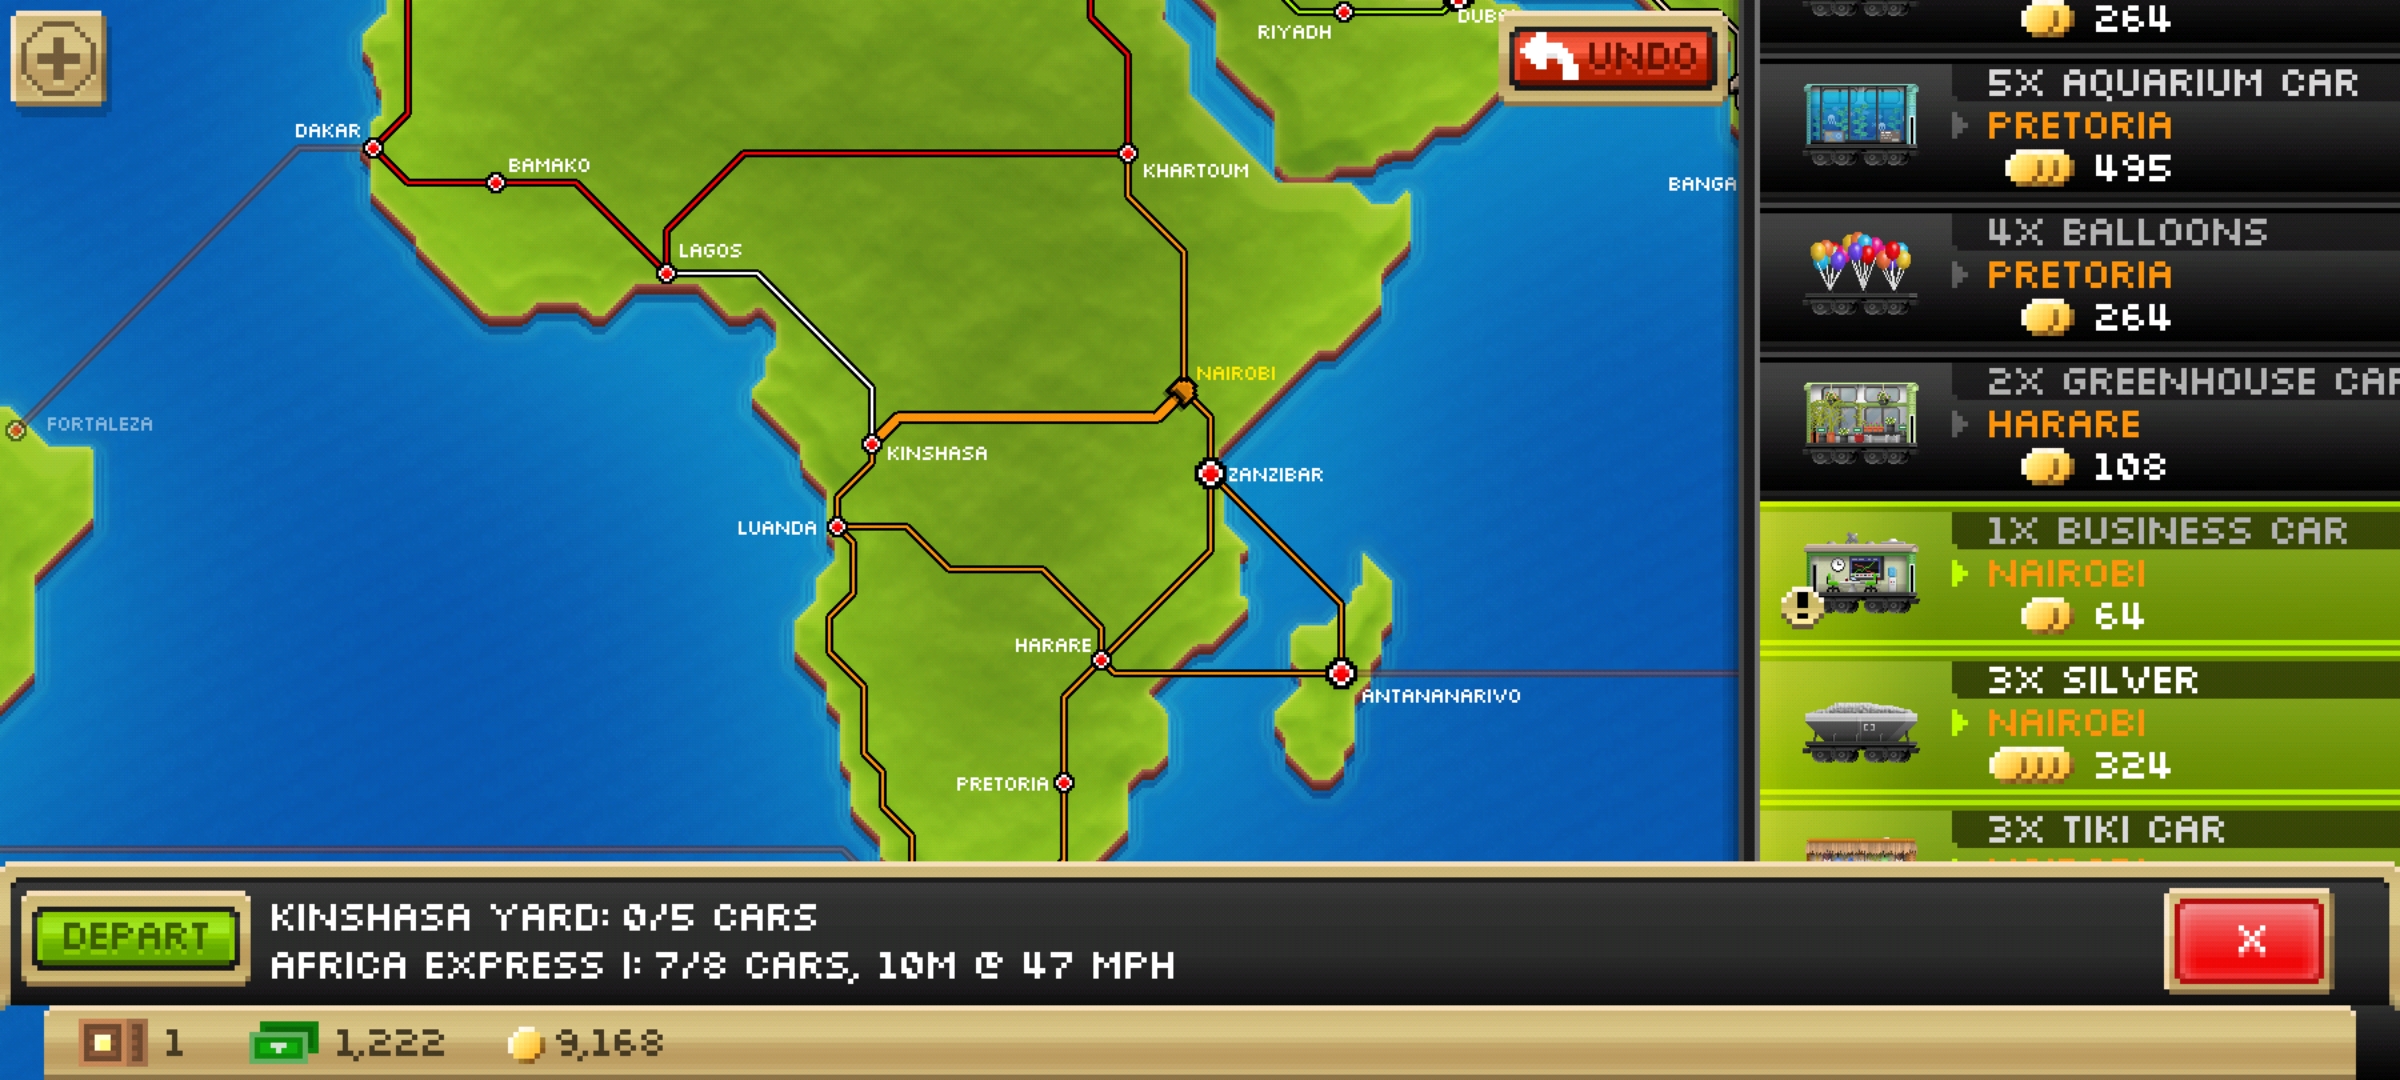 RIYADH
UNDO
DAKAR
BAMAKO
KHARTOUM
LAGOS
NAIROBI
FORTALEZA
KINSHASA
ZANZIBAR
LUANDA
HARARE
ANTANANARIVO
PRETORIA
264
5X AQUARIUM CAR
PRETORIA
495
4X BALLOONS
PRETORIA
264
2X GREENHOUSE CAR
HARARE
108
1X BUSINESS CAR
NAIROBI
64
3X SILVER
NAIROBI
324
3X TIKI CAR
DEPART
KINSHASA YARD: 0/5 CARS
AFRICA EXPRESS I: 7/8 CARS, 10M @ 47 MPH
X
1
1,222
9,168